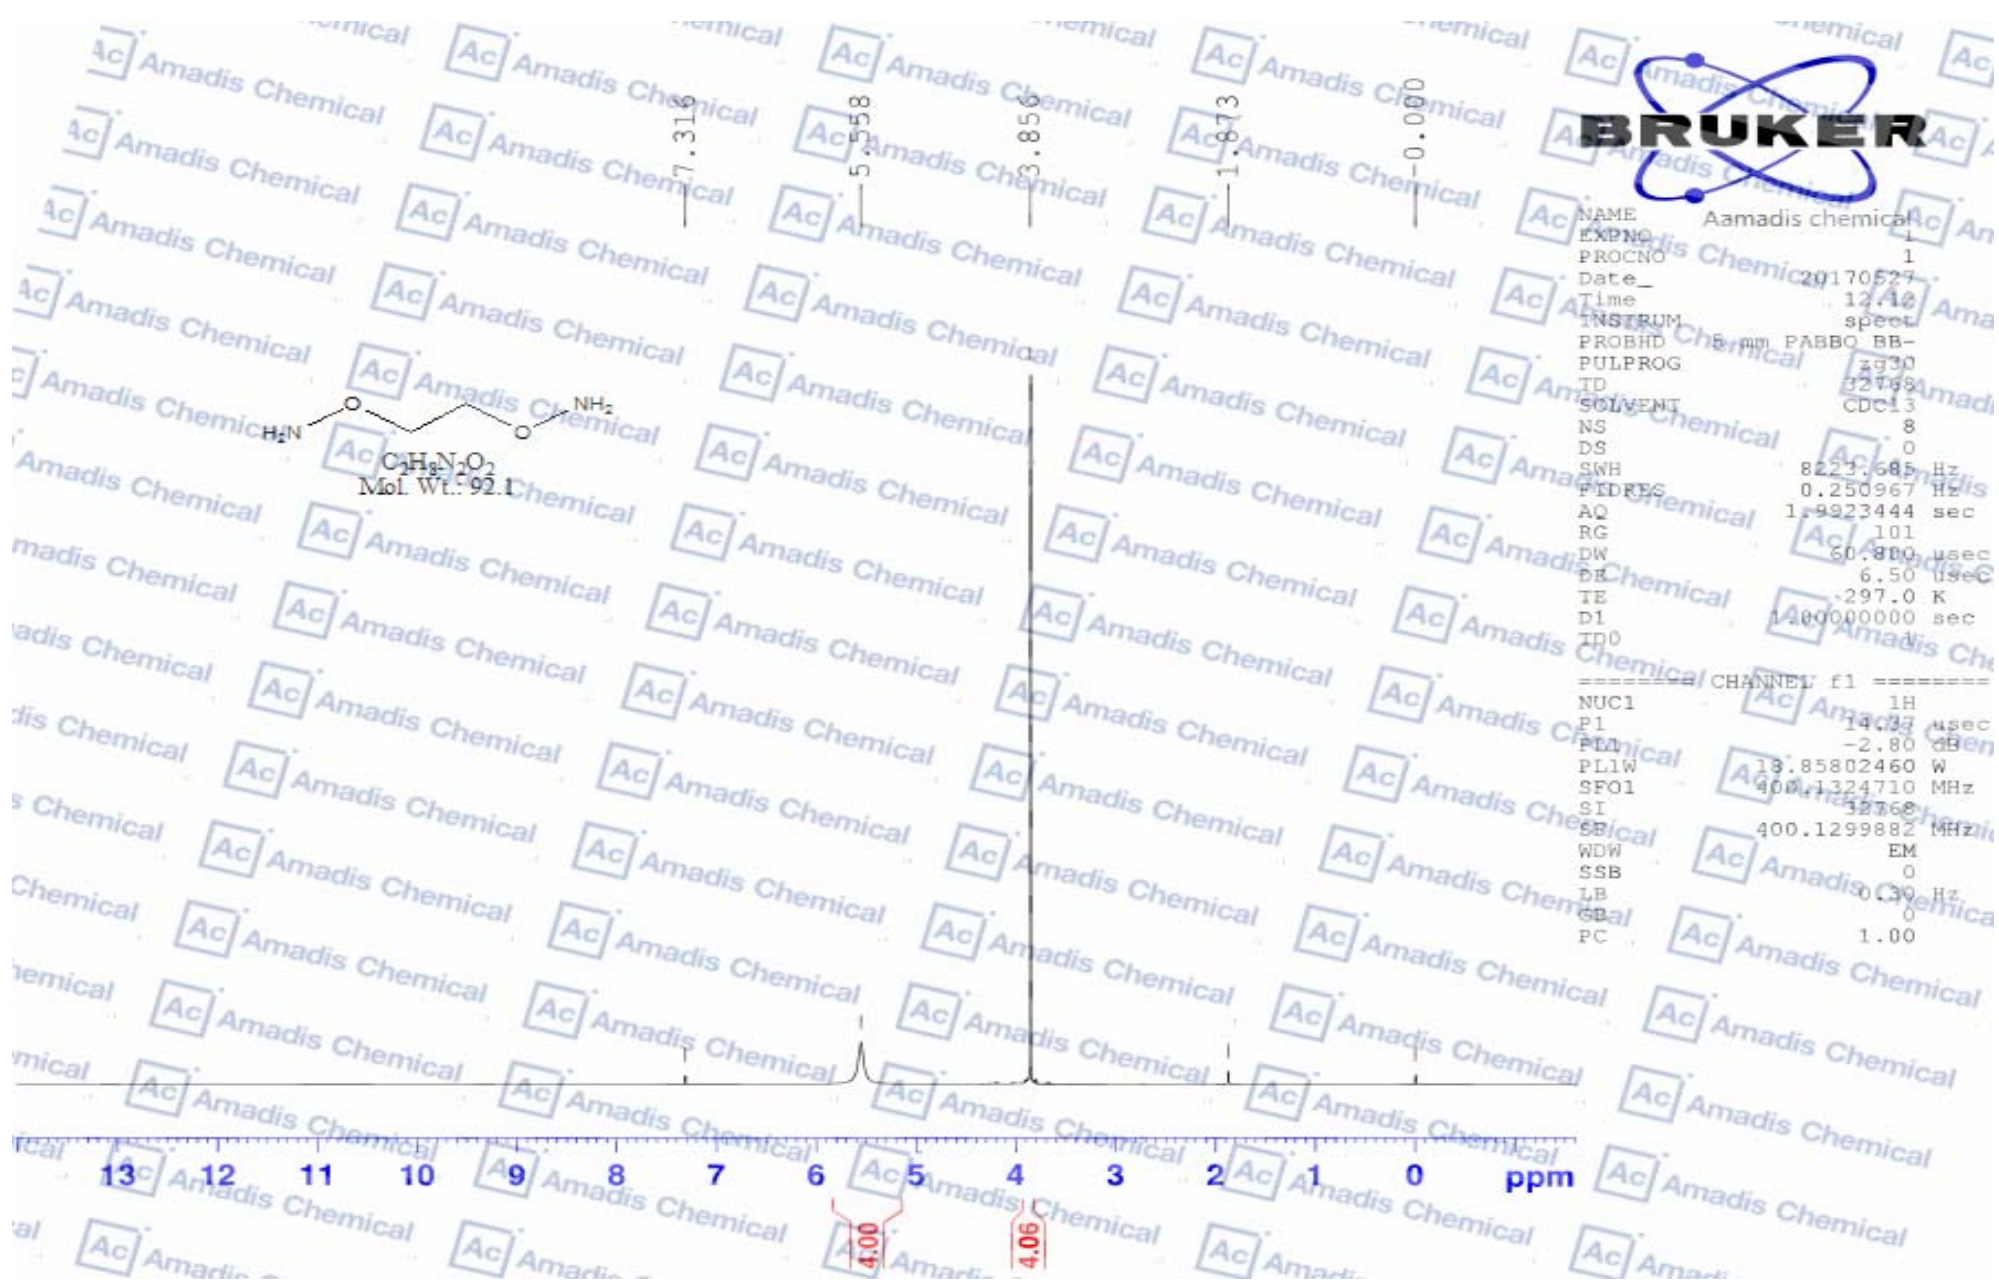 Ac Amadis Chemical
7.316
5.558
3.856
1.873
-0.000
BRUKER
NAME Aamadis chemical
EXPNO 1
PROCNO 1
Date_ 20170527
Time 12.12
INSTRUM spect
PROBHD 5 mm PABBO BB-
PULPROG zg30
TD 32768
SOLVENT CDCl3
NS 8
DS 0
SWH 8223.685 Hz
FIDRES 0.250967 Hz
AQ 1.9923444 sec
RG 101
DW 60.800 usec
DE 6.50 usec
TE 297.0 K
D1 1.00000000 sec
TD0 1
======== CHANNEL f1 ========
NUC1 1H
P1 14.37 usec
PL1 -2.80 dB
PL1W 18.85802460 W
SFO1 400.1324710 MHz
SI 32768
SF 400.1299882 MHz
WDW EM
SSB 0
LB 0.30 Hz
GB 0
PC 1.00
H2N O O NH2
C2H8N2O2
Mol. Wt.: 92.1
13 12 11 10 9 8 7 6 5 4 3 2 1 0 ppm
4.00
4.06